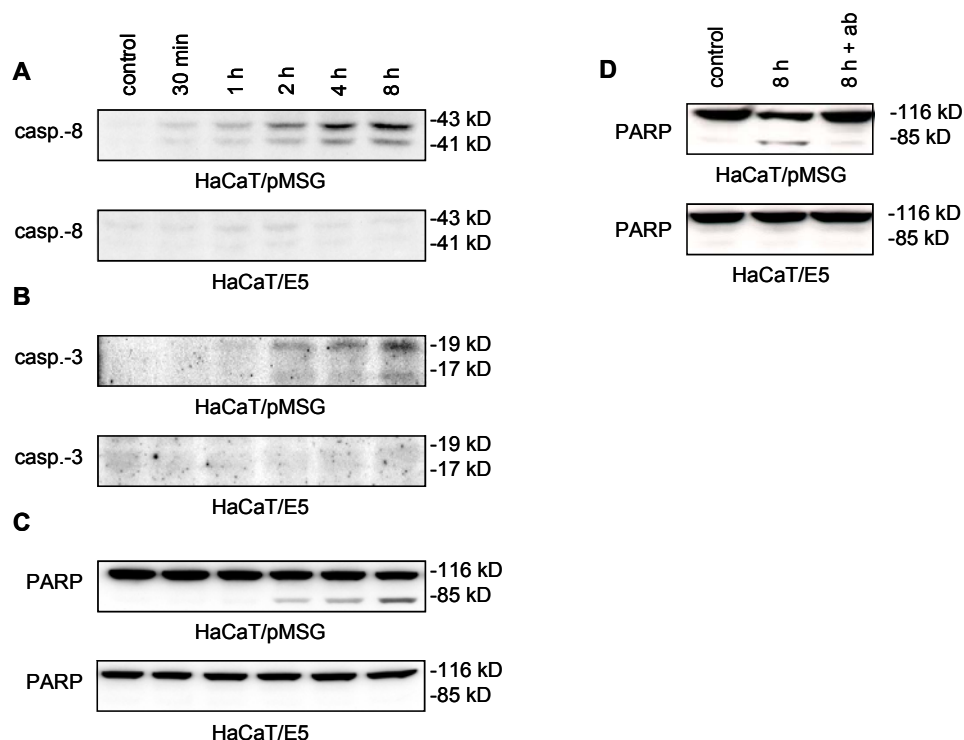 A
control
30 min
1 h
2 h
4 h
8 h
casp.-8
-43 kD
-41 kD
HaCaT/pMSG
casp.-8
-43 kD
-41 kD
HaCaT/E5
B
casp.-3
-19 kD
-17 kD
HaCaT/pMSG
casp.-3
-19 kD
-17 kD
HaCaT/E5
C
PARP
-116 kD
-85 kD
HaCaT/pMSG
PARP
-116 kD
-85 kD
HaCaT/E5
D
control
8 h
8 h + ab
PARP
-116 kD
-85 kD
HaCaT/pMSG
PARP
-116 kD
-85 kD
HaCaT/E5